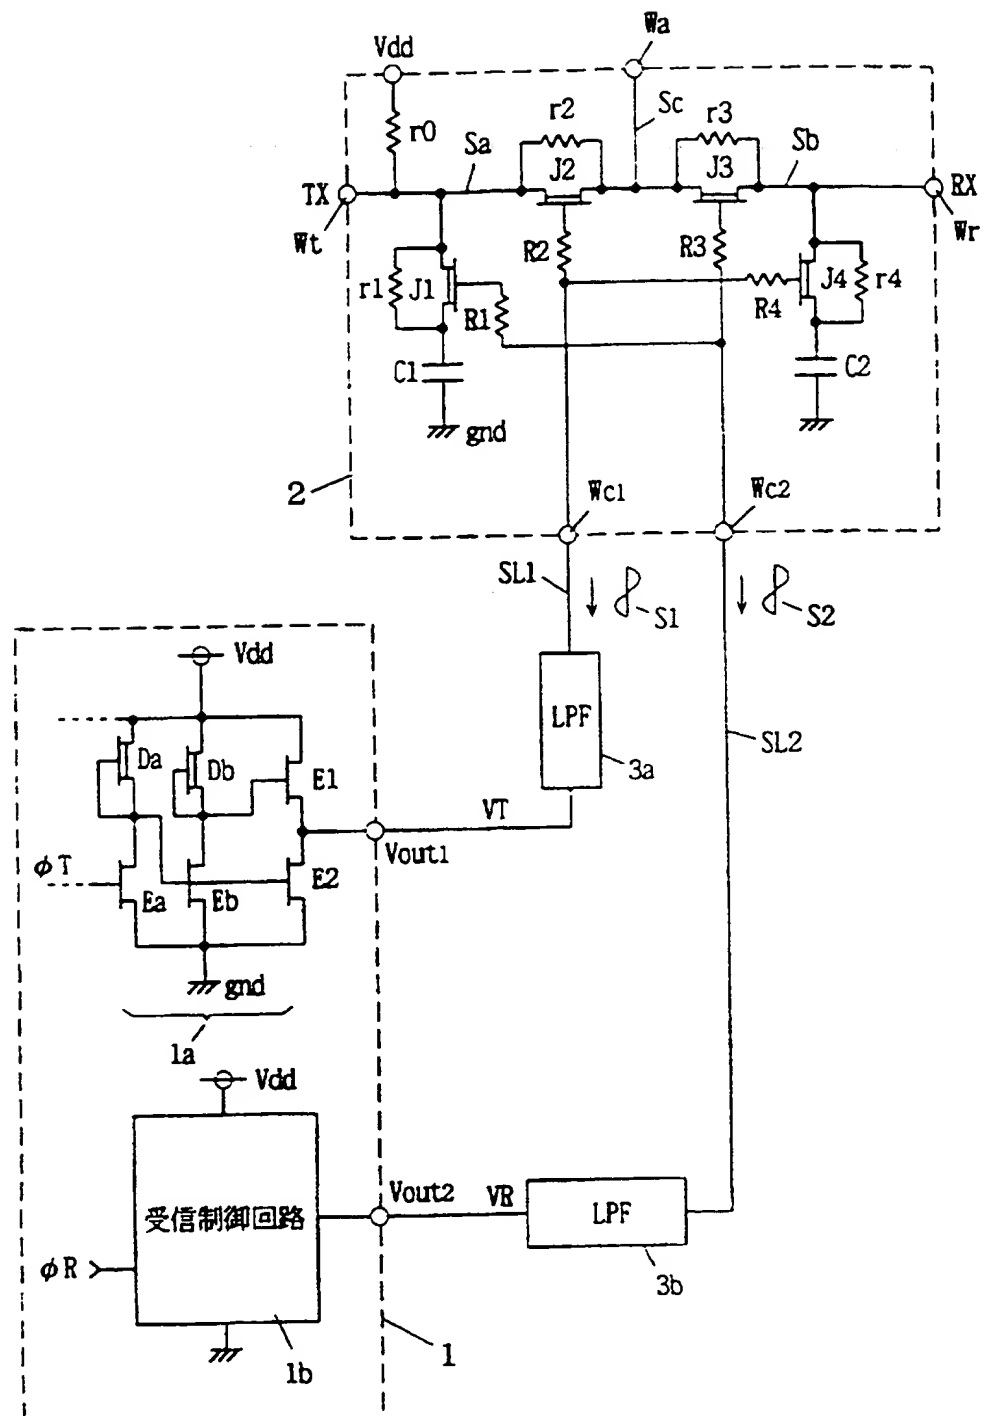 Wa
Vdd
r0
Sa
r2
J2
Sc
r3
J3
Sb
TX
RX
Wt
Wr
R2
R3
r1
J1
R1
R4
J4
r4
C1
C2
gnd
2
Wc1
Wc2
SL1
S1
S2
Vdd
LPF
3a
SL2
Da
Db
E1
VT
Vout1
φT
Ea
Eb
E2
gnd
1a
Vdd
Vout2
VR
LPF
受信制御回路
φR
3b
1
1b